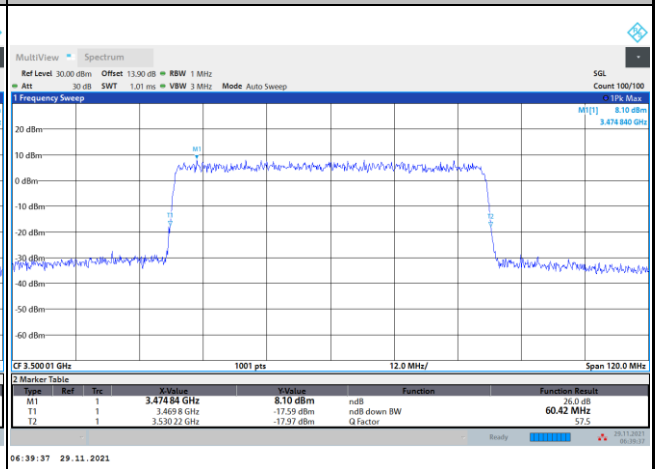 MultiView Spectrum
Ref Level 30.00 dBm Offset 13.90 dB RBW 1 MHz SGL
Att 30 dB SWT 1.01 ms VBW 3 MHz Mode Auto Sweep Count 100/100
1 Frequency Sweep 1Pk Max
M1[1] 8.10 dBm
3.474 840 GHz
20 dBm
M1
10 dBm
0 dBm
-10 dBm
T1 T2
-20 dBm
-30 dBm
-40 dBm
-50 dBm
-60 dBm
CF 3.500 01 GHz 1001 pts 12.0 MHz/ Span 120.0 MHz
2 Marker Table
Type Ref Trc X-Value Y-Value Function Function Result
M1 1 3.474 84 GHz 8.10 dBm ndB 26.0 dB
T1 1 3.469 8 GHz -17.59 dBm ndB down BW 60.42 MHz
T2 1 3.530 22 GHz -17.97 dBm Q Factor 57.5
Ready 29.11.2021
06:39:37
06:39:37 29.11.2021